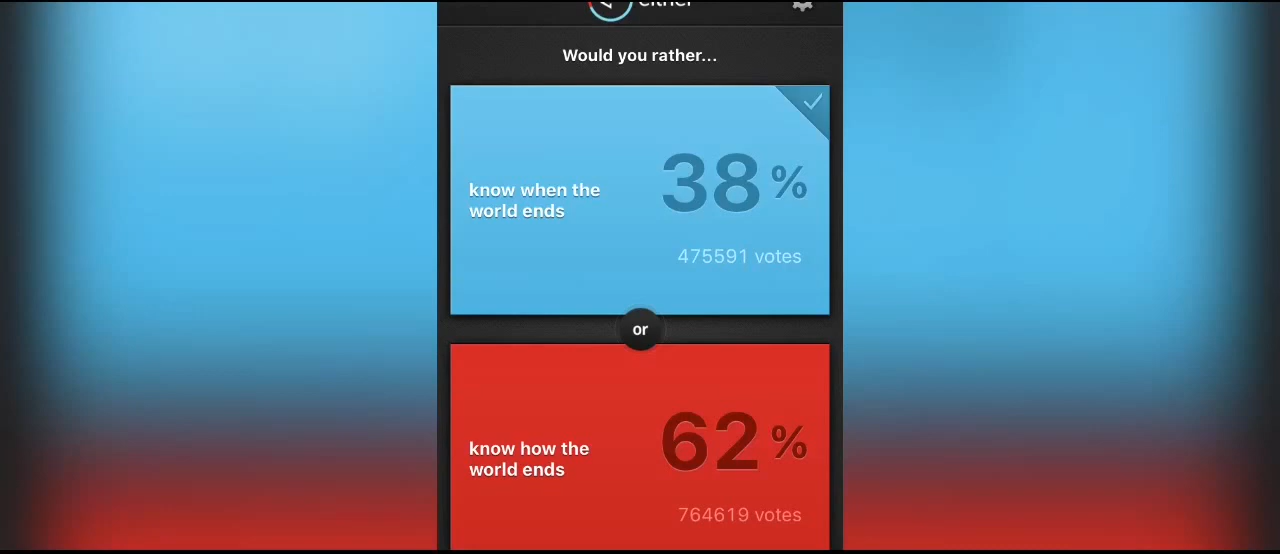 either
Would you rather...
know when the
world ends
38%
475591 votes
or
know how the
world ends
62%
764619 votes